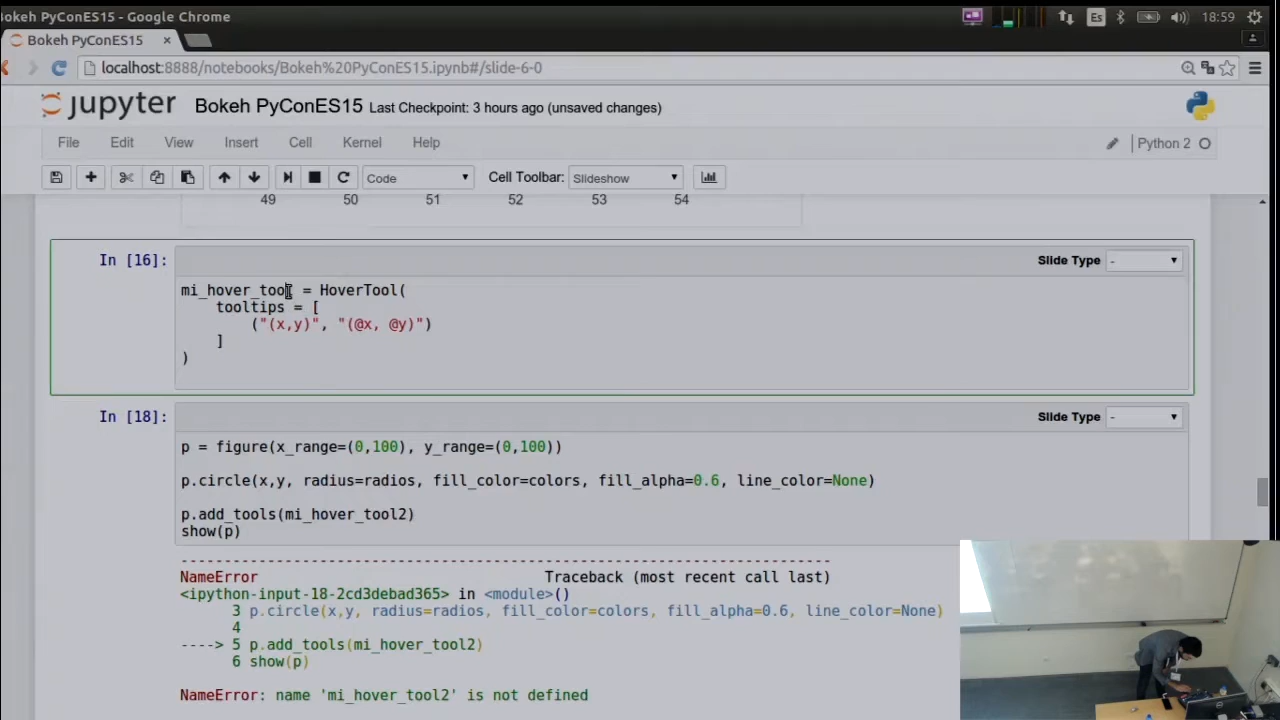 okeh PyConES15 - Google Chrome
Es
18:59
Bokeh PyConES15 ×
localhost:8888/notebooks/Bokeh%20PyConES15.ipynb#/slide-6-0
jupyter Bokeh PyConES15 Last Checkpoint: 3 hours ago (unsaved changes)
File Edit View Insert Cell Kernel Help
Python 2
Code Cell Toolbar: Slideshow
49 50 51 52 53 54
In [16]:
Slide Type -
mi_hover_tool = HoverTool(
tooltips = [
("(x,y)", "(@x, @y)")
]
)
In [18]:
Slide Type -
p = figure(x_range=(0,100), y_range=(0,100))
p.circle(x,y, radius=radios, fill_color=colors, fill_alpha=0.6, line_color=None)
p.add_tools(mi_hover_tool2)
show(p)
---------------------------------------------------------------------------
NameError Traceback (most recent call last)
<ipython-input-18-2cd3debad365> in <module>()
3 p.circle(x,y, radius=radios, fill_color=colors, fill_alpha=0.6, line_color=None)
4
----> 5 p.add_tools(mi_hover_tool2)
6 show(p)
NameError: name 'mi_hover_tool2' is not defined